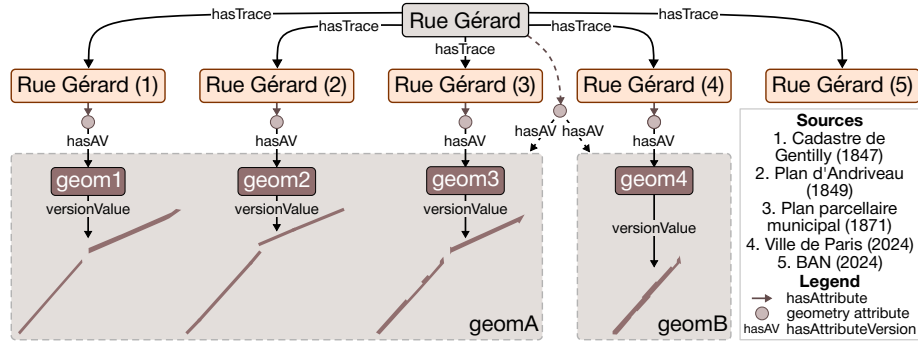 Rue Gérard
hasTrace
hasTrace
hasTrace
hasTrace
hasTrace
Rue Gérard (1)
Rue Gérard (2)
Rue Gérard (3)
Rue Gérard (4)
Rue Gérard (5)
hasAV
hasAV
hasAV
hasAV
hasAV
hasAV
geom1
geom2
geom3
geom4
versionValue
versionValue
versionValue
versionValue
geomA
geomB
Sources
1. Cadastre de
Gentilly (1847)
2. Plan d'Andriveau
(1849)
3. Plan parcellaire
municipal (1871)
4. Ville de Paris (2024)
5. BAN (2024)
Legend
hasAttribute
geometry attribute
hasAV hasAttributeVersion